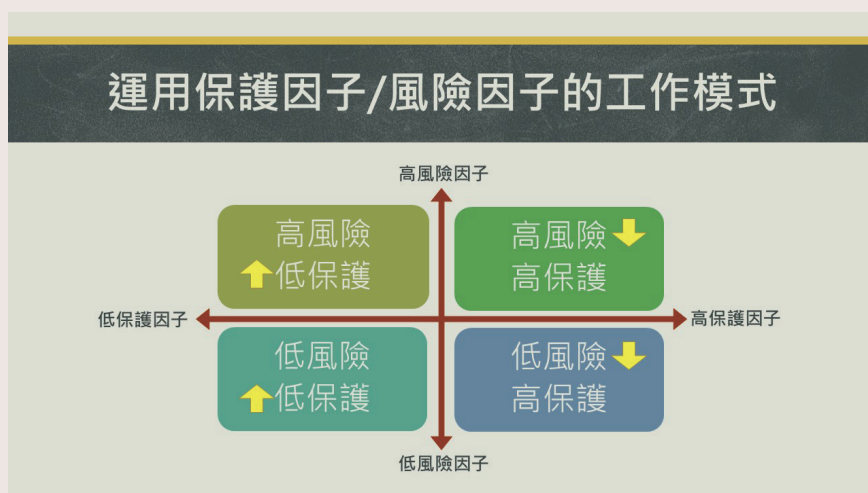 運用保護因子/風險因子的工作模式
高風險因子
高風險
低保護
高風險
高保護
低保護因子
高保護因子
低風險
低保護
低風險
高保護
低風險因子